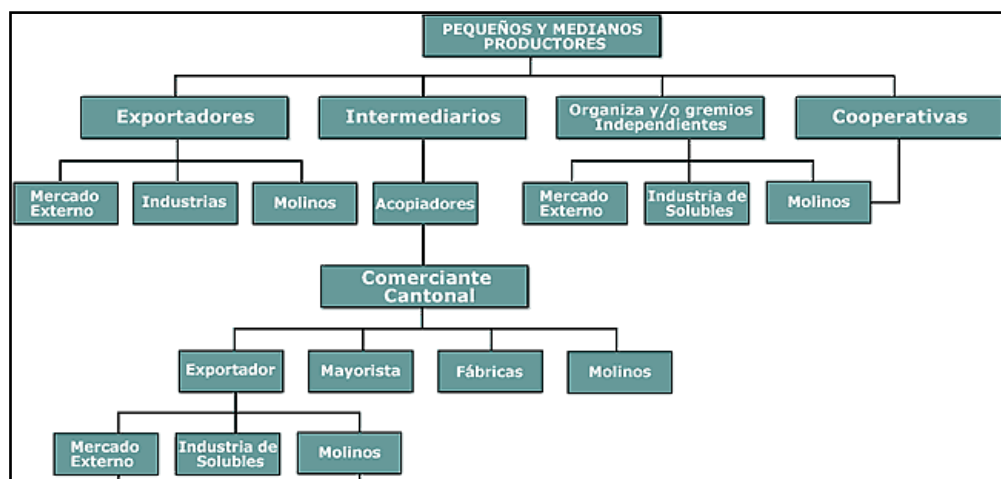 PEQUEÑOS Y MEDIANOS
PRODUCTORES
Exportadores
Intermediarios
Organiza y/o gremios
Independientes
Cooperativas
Mercado
Externo
Industrias
Molinos
Acopiadores
Mercado
Externo
Industria de
Solubles
Molinos
Comerciante
Cantonal
Exportador
Mayorista
Fábricas
Molinos
Mercado
Externo
Industria de
Solubles
Molinos